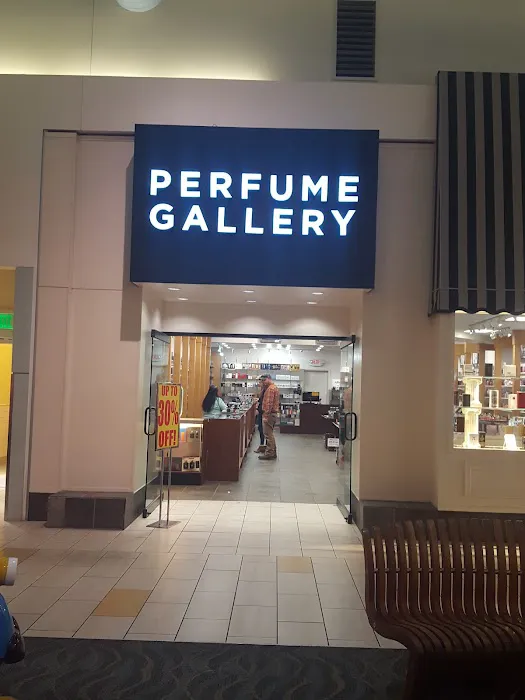 PERFUME
GALLERY
UP TO
30%
OFF!